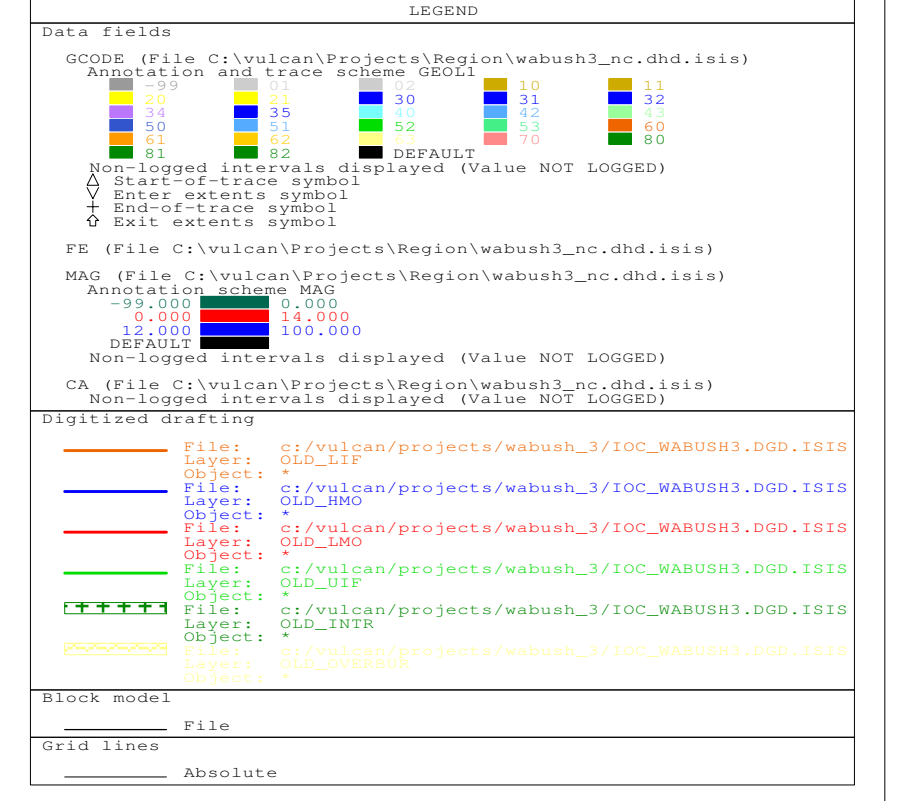 LEGEND
Data fields
GCODE (File C:\vulcan\Projects\Region\wabush3_nc.dhd.isis)
Annotation and trace scheme GEOL1
-99 01 02 10 11
20 21 30 31 32
34 35 40 42 43
50 51 52 53 60
61 62 70 80
81 82 DEFAULT
Non-logged intervals displayed (Value NOT LOGGED)
Start-of-trace symbol
Enter extents symbol
End-of-trace symbol
Exit extents symbol
FE (File C:\vulcan\Projects\Region\wabush3_nc.dhd.isis)
MAG (File C:\vulcan\Projects\Region\wabush3_nc.dhd.isis)
Annotation scheme MAG
-99.000 0.000
0.000 14.000
12.000 100.000
DEFAULT
Non-logged intervals displayed (Value NOT LOGGED)
CA (File C:\vulcan\Projects\Region\wabush3_nc.dhd.isis)
Non-logged intervals displayed (Value NOT LOGGED)
Digitized drafting
File: c:/vulcan/projects/wabush_3/IOC_WABUSH3.DGD.ISIS
Layer: OLD_LIF
Object: *
File: c:/vulcan/projects/wabush_3/IOC_WABUSH3.DGD.ISIS
Layer: OLD_HMO
Object: *
File: c:/vulcan/projects/wabush_3/IOC_WABUSH3.DGD.ISIS
Layer: OLD_LMO
Object: *
File: c:/vulcan/projects/wabush_3/IOC_WABUSH3.DGD.ISIS
Layer: OLD_UIF
Object: *
File: c:/vulcan/projects/wabush_3/IOC_WABUSH3.DGD.ISIS
Layer: OLD_INTR
Object: *
File: c:/vulcan/projects/wabush_3/IOC_WABUSH3.DGD.ISIS
Layer: OLD_OVERBUR
Object: *
Block model
File
Grid lines
Absolute